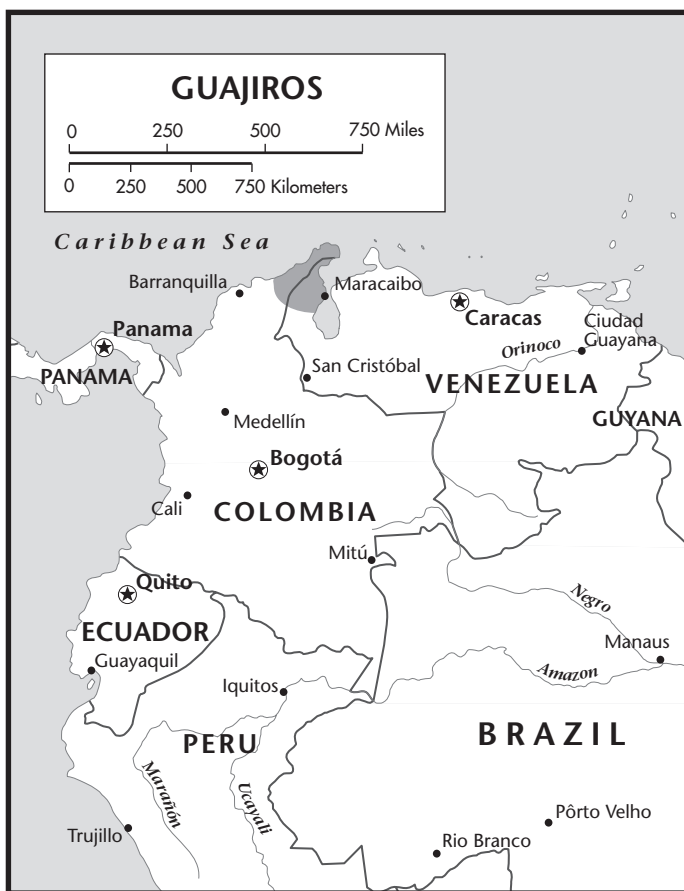 GUAJIROS
0 250 500 750 Miles
0 250 500 750 Kilometers
Caribbean Sea
Barranquilla
Maracaibo
Panama
Caracas
Ciudad
Guayana
Orinoco
PANAMA
San Cristóbal
VENEZUELA
Medellín
GUYANA
Bogotá
Cali
COLOMBIA
Mitú
Quito
Negro
ECUADOR
Manaus
Guayaquil
Amazon
Iquitos
PERU
BRAZIL
Marañón
Ucayali
Pôrto Velho
Trujillo
Rio Branco